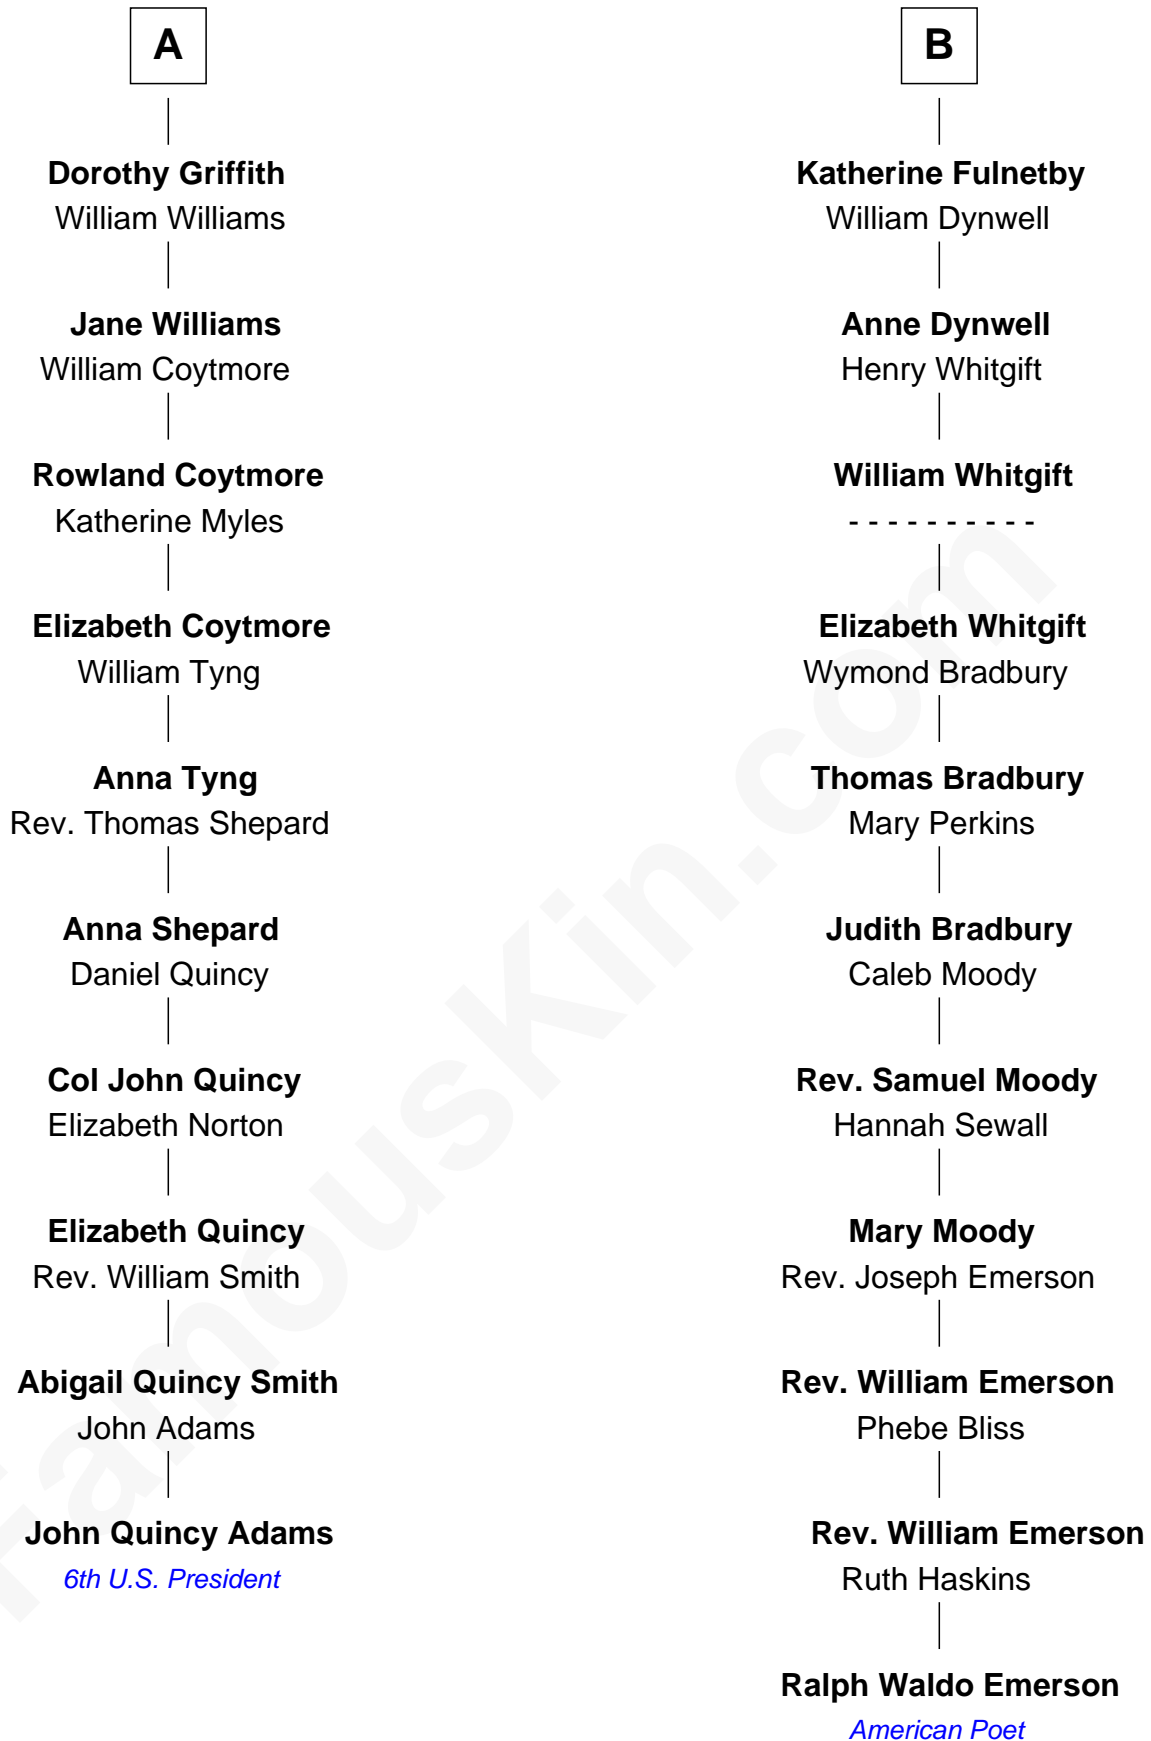 A
Dorothy Griffith
William Williams
Jane Williams
William Coytmore
Rowland Coytmore
Katherine Myles
Elizabeth Coytmore
William Tyng
Anna Tyng
Rev. Thomas Shepard
Anna Shepard
Daniel Quincy
Col John Quincy
Elizabeth Norton
Elizabeth Quincy
Rev. William Smith
Abigail Quincy Smith
John Adams
John Quincy Adams
6th U.S. President
B
Katherine Fulnetby
William Dynwell
Anne Dynwell
Henry Whitgift
William Whitgift
- - - - - - - - - -
Elizabeth Whitgift
Wymond Bradbury
Thomas Bradbury
Mary Perkins
Judith Bradbury
Caleb Moody
Rev. Samuel Moody
Hannah Sewall
Mary Moody
Rev. Joseph Emerson
Rev. William Emerson
Phebe Bliss
Rev. William Emerson
Ruth Haskins
Ralph Waldo Emerson
American Poet
FamousKin.com